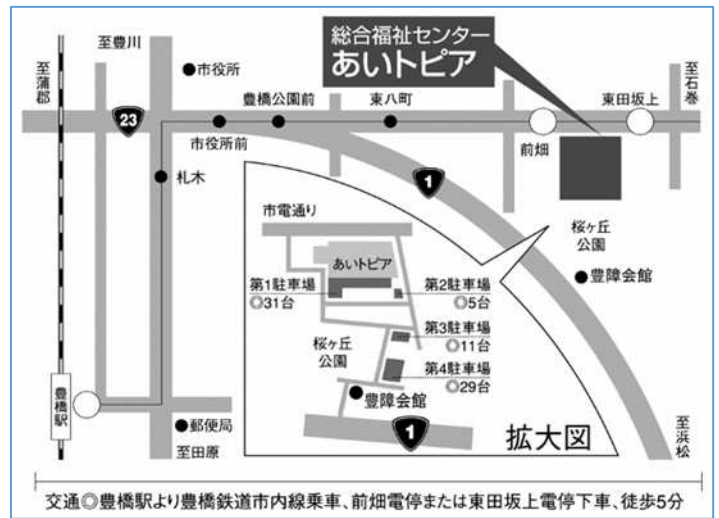 総合福祉センター
あいトピア
至豊川
至蒲郡
市役所
豊橋公園前
東八町
東田坂上
至石巻
23
市役所前
前畑
札木
1
桜ヶ丘
公園
豊障会館
市電通り
あいトピア
第1駐車場
◎31台
第2駐車場
◎5台
第3駐車場
◎11台
桜ヶ丘
公園
第4駐車場
◎29台
豊障会館
1
拡大図
豊橋駅
郵便局
至田原
至浜松
交通◎豊橋駅より豊橋鉄道市内線乗車、前畑電停または東田坂上電停下車、徒歩5分